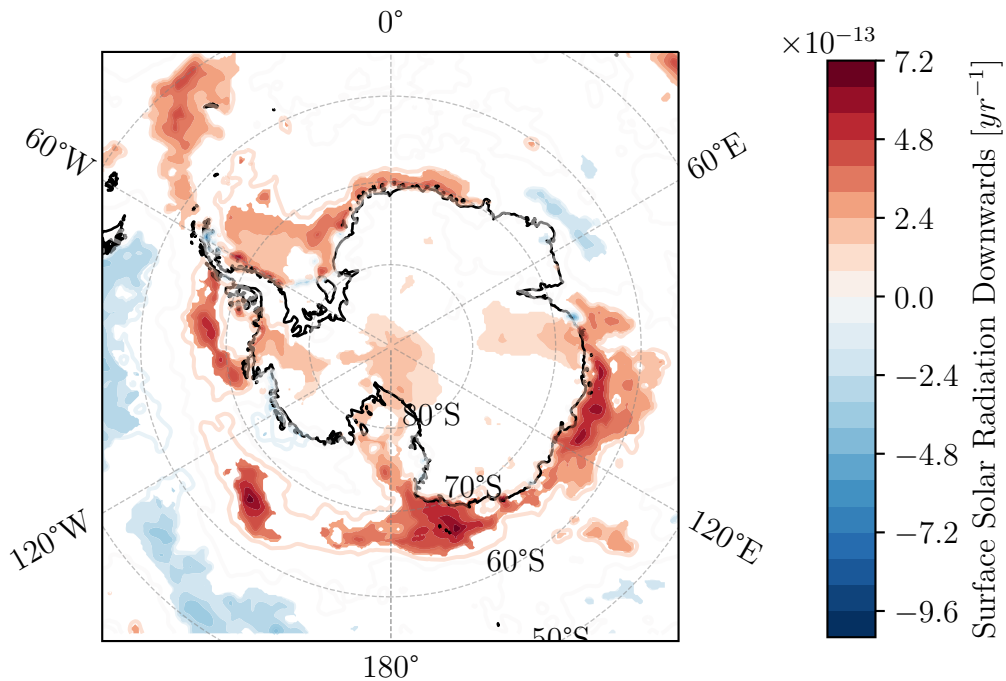 0°
×10⁻¹³
60°W
60°E
80°S
70°S
60°S
50°S
120°W
120°E
180°
7.2
4.8
2.4
0.0
−2.4
−4.8
−7.2
−9.6
Surface Solar Radiation Downwards [yr⁻¹]